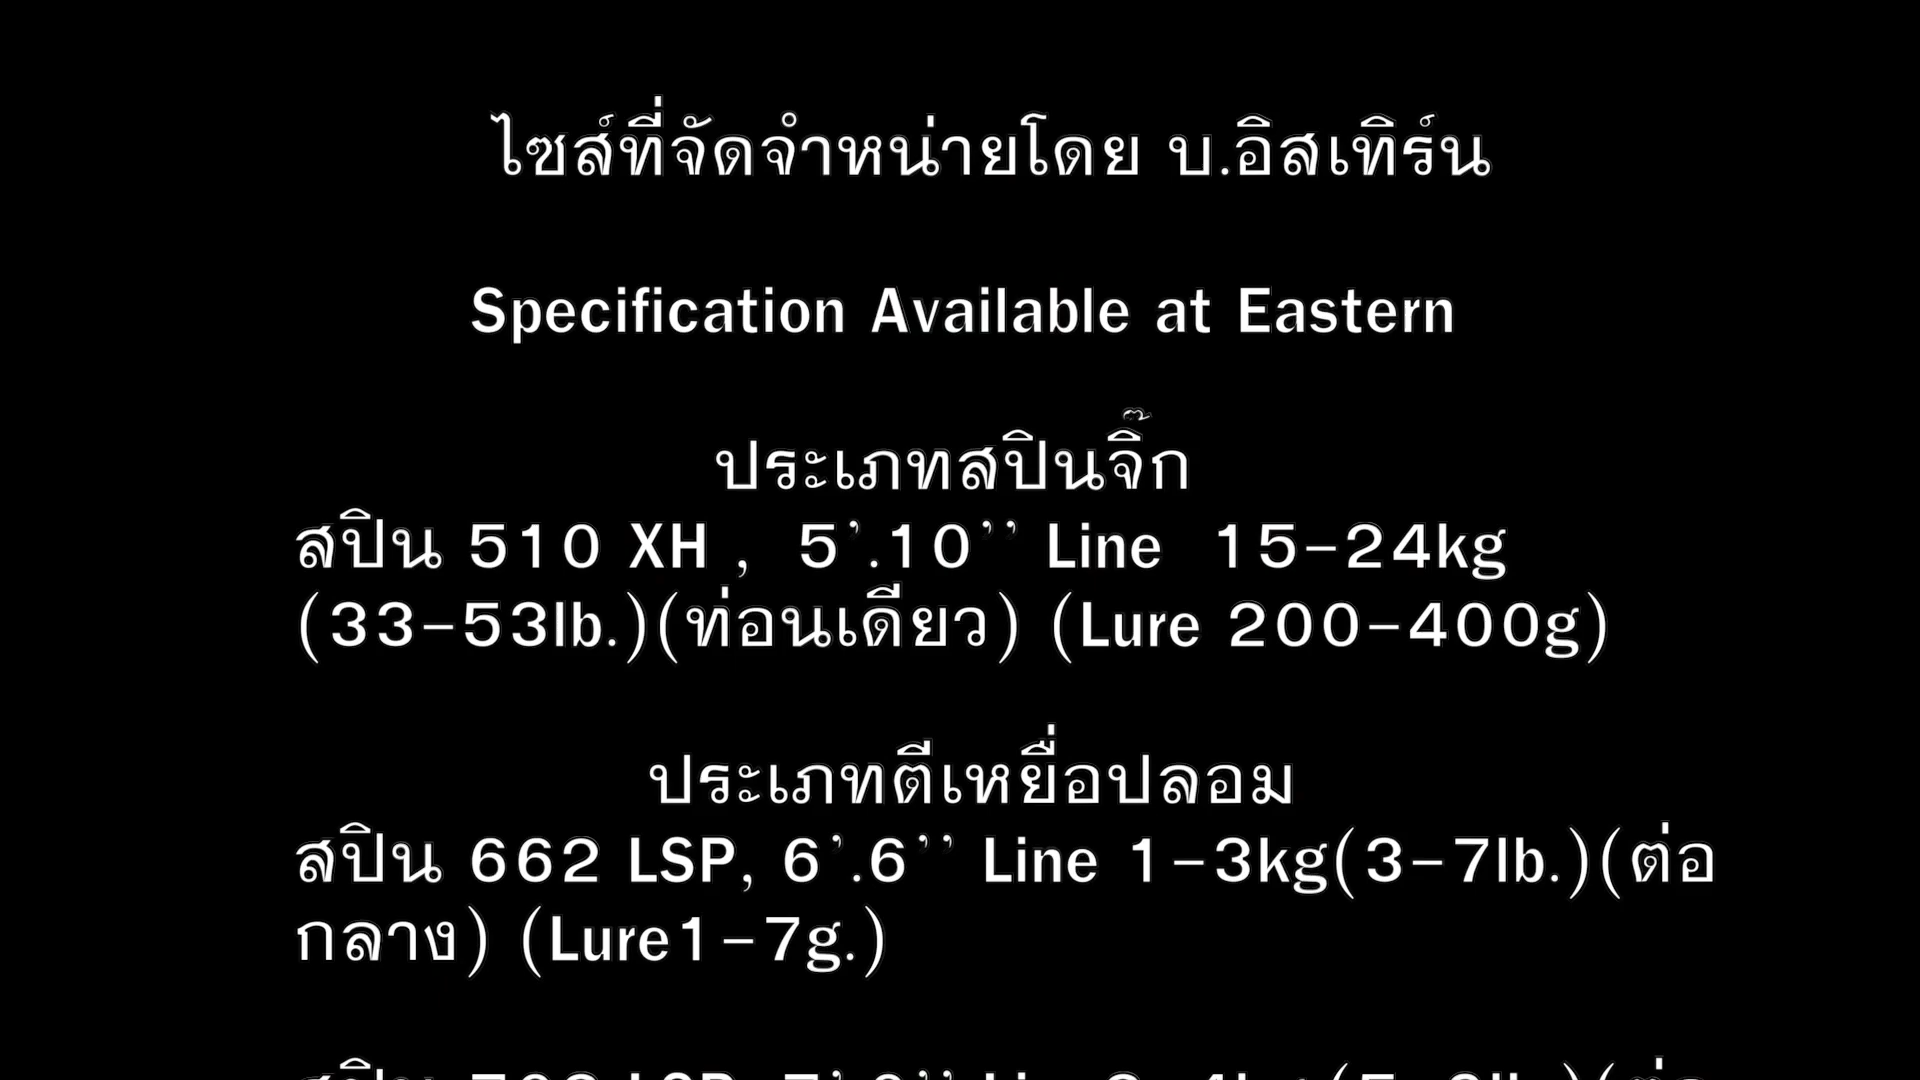 ไซส์ที่จัดจำหน่ายโดย บ.อิสเทิร์น
Specification Available at Eastern
ประเภทสปินจิ๊ก
สปิน 510 XH , 5’.10’’ Line 15-24kg
(33-53lb.)(ท่อนเดียว) (Lure 200-400g)
ประเภทตีเหยื่อปลอม
สปิน 662 LSP, 6’.6’’ Line 1-3kg(3-7lb.)(ต่อ
กลาง) (Lure1-7g.)